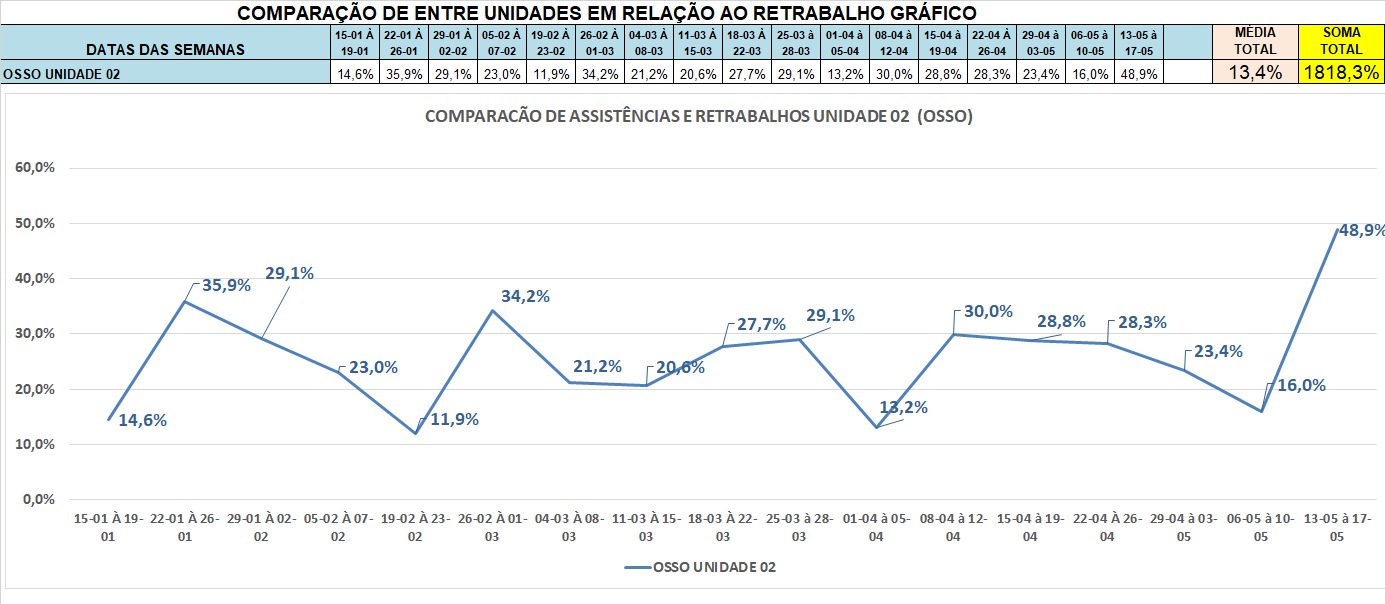 COMPARAÇÃO DE ENTRE UNIDADES EM RELAÇÃO AO RETRABALHO GRÁFICO
DATAS DAS SEMANAS
15-01 À 19-01
22-01 À 26-01
29-01 À 02-02
05-02 À 07-02
19-02 À 23-02
26-02 À 01-03
04-03 À 08-03
11-03 À 15-03
18-03 À 22-03
25-03 à 28-03
01-04 à 05-04
08-04 à 12-04
15-04 à 19-04
22-04 À 26-04
29-04 à 03-05
06-05 à 10-05
13-05 à 17-05
MÉDIA TOTAL
SOMA TOTAL
OSSO UNIDADE 02
14,6%
35,9%
29,1%
23,0%
11,9%
34,2%
21,2%
20,6%
27,7%
29,1%
13,2%
30,0%
28,8%
28,3%
23,4%
16,0%
48,9%
13,4%
1818,3%
COMPARACÃO DE ASSISTÊNCIAS E RETRABALHOS UNIDADE 02 (OSSO)
60,0%
50,0%
40,0%
30,0%
20,0%
10,0%
0,0%
14,6%
35,9%
29,1%
23,0%
11,9%
34,2%
21,2%
20,6%
27,7%
29,1%
13,2%
30,0%
28,8%
28,3%
23,4%
16,0%
48,9%
15-01 À 19-01
22-01 À 26-01
29-01 À 02-02
05-02 À 07-02
19-02 À 23-02
26-02 À 01-03
04-03 À 08-03
11-03 À 15-03
18-03 À 22-03
25-03 à 28-03
01-04 à 05-04
08-04 à 12-04
15-04 à 19-04
22-04 À 26-04
29-04 à 03-05
06-05 à 10-05
13-05 à 17-05
OSSO UNIDADE 02